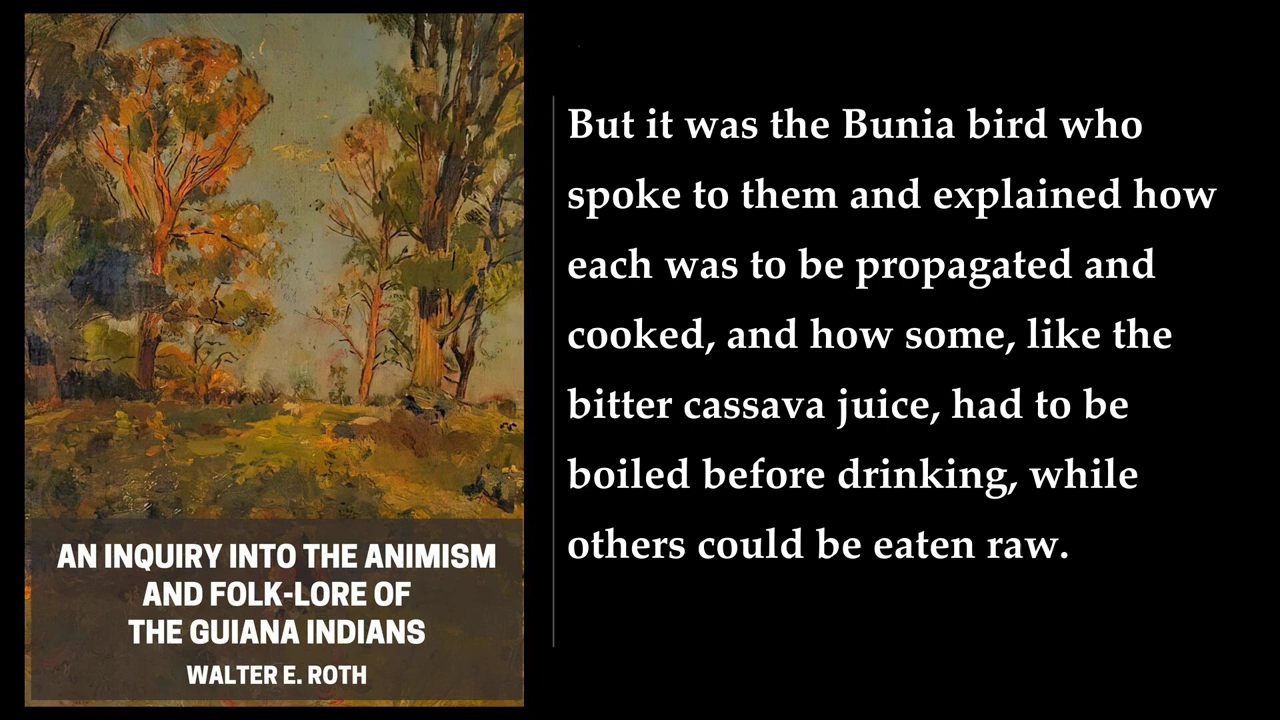 AN INQUIRY INTO THE ANIMISM
AND FOLK-LORE OF
THE GUIANA INDIANS
WALTER E. ROTH
But it was the Bunia bird who
spoke to them and explained how
each was to be propagated and
cooked, and how some, like the
bitter cassava juice, had to be
boiled before drinking, while
others could be eaten raw.